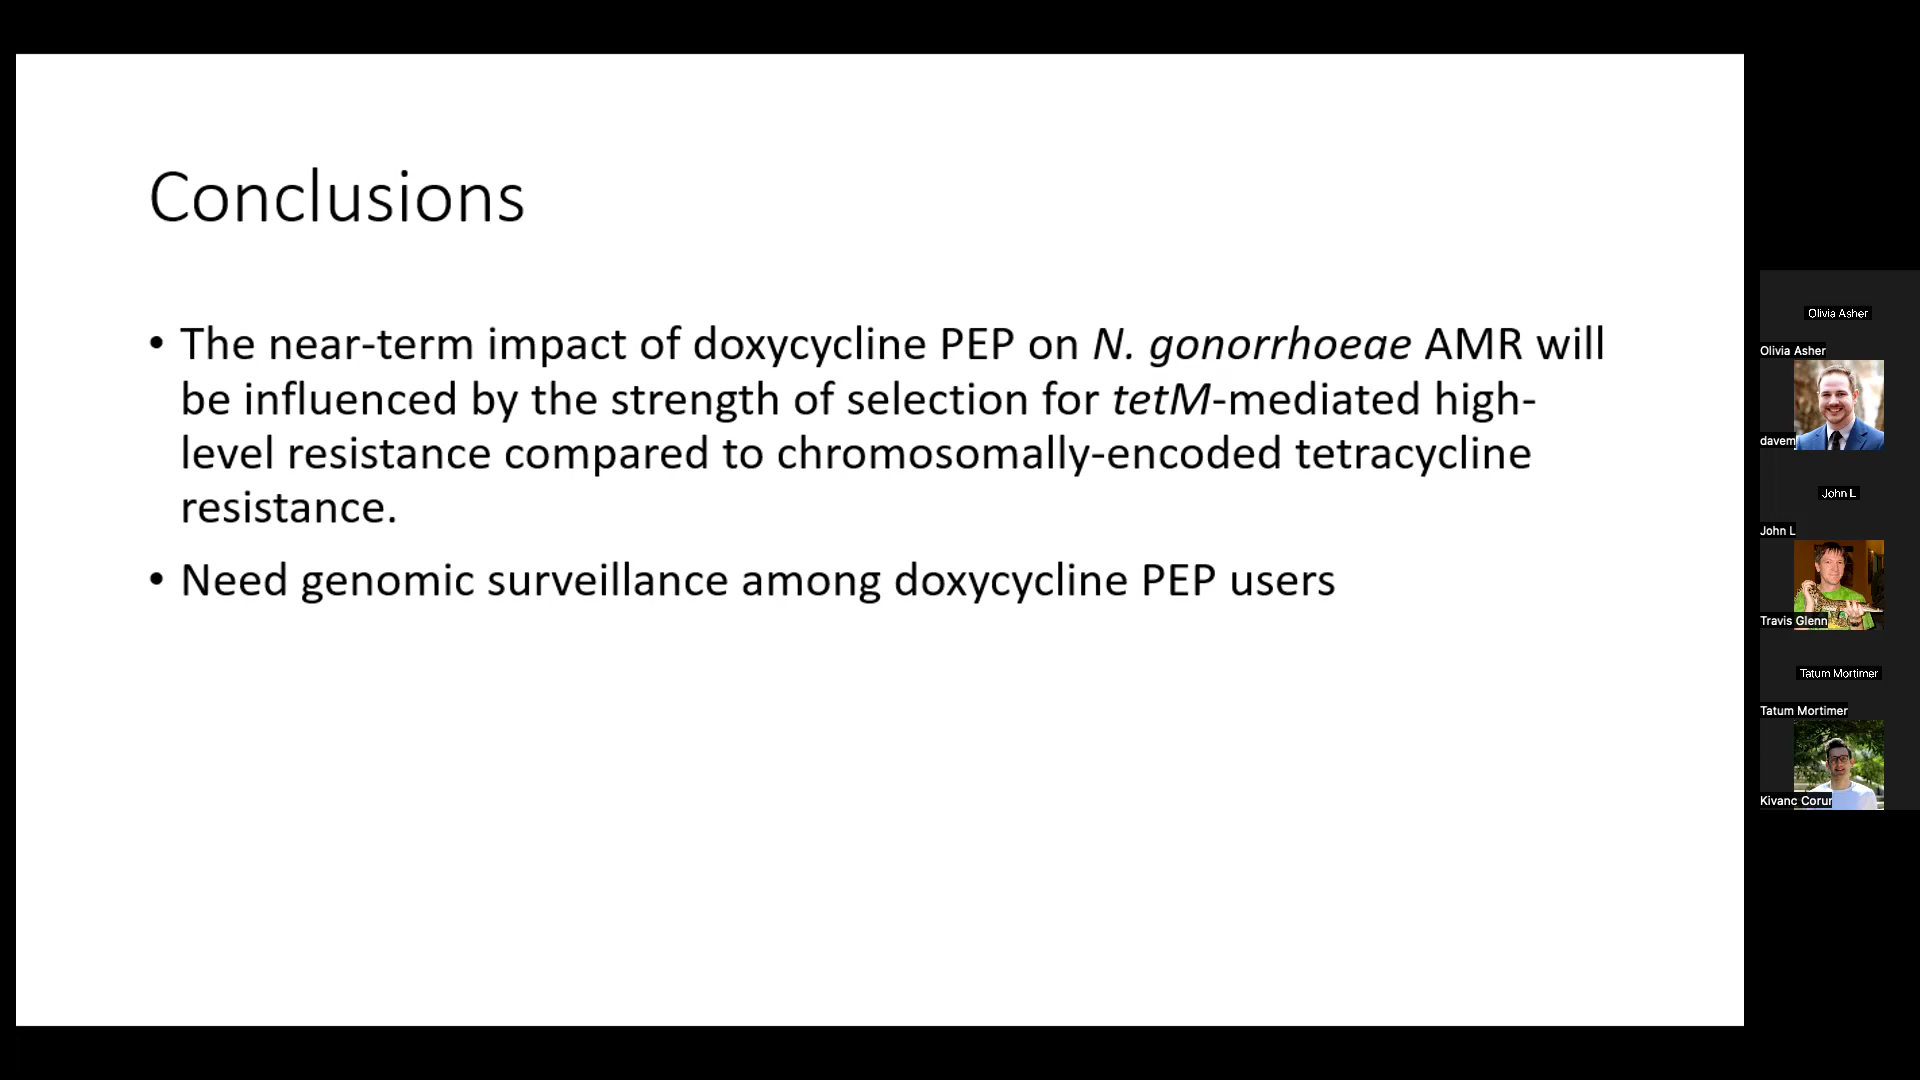 Conclusions
• The near-term impact of doxycycline PEP on N. gonorrhoeae AMR will
be influenced by the strength of selection for tetM-mediated high-
level resistance compared to chromosomally-encoded tetracycline
resistance.
• Need genomic surveillance among doxycycline PEP users
Olivia Asher
Olivia Asher
davem
John L
John L
Travis Glenn
Tatum Mortimer
Tatum Mortimer
Kivanc Corur